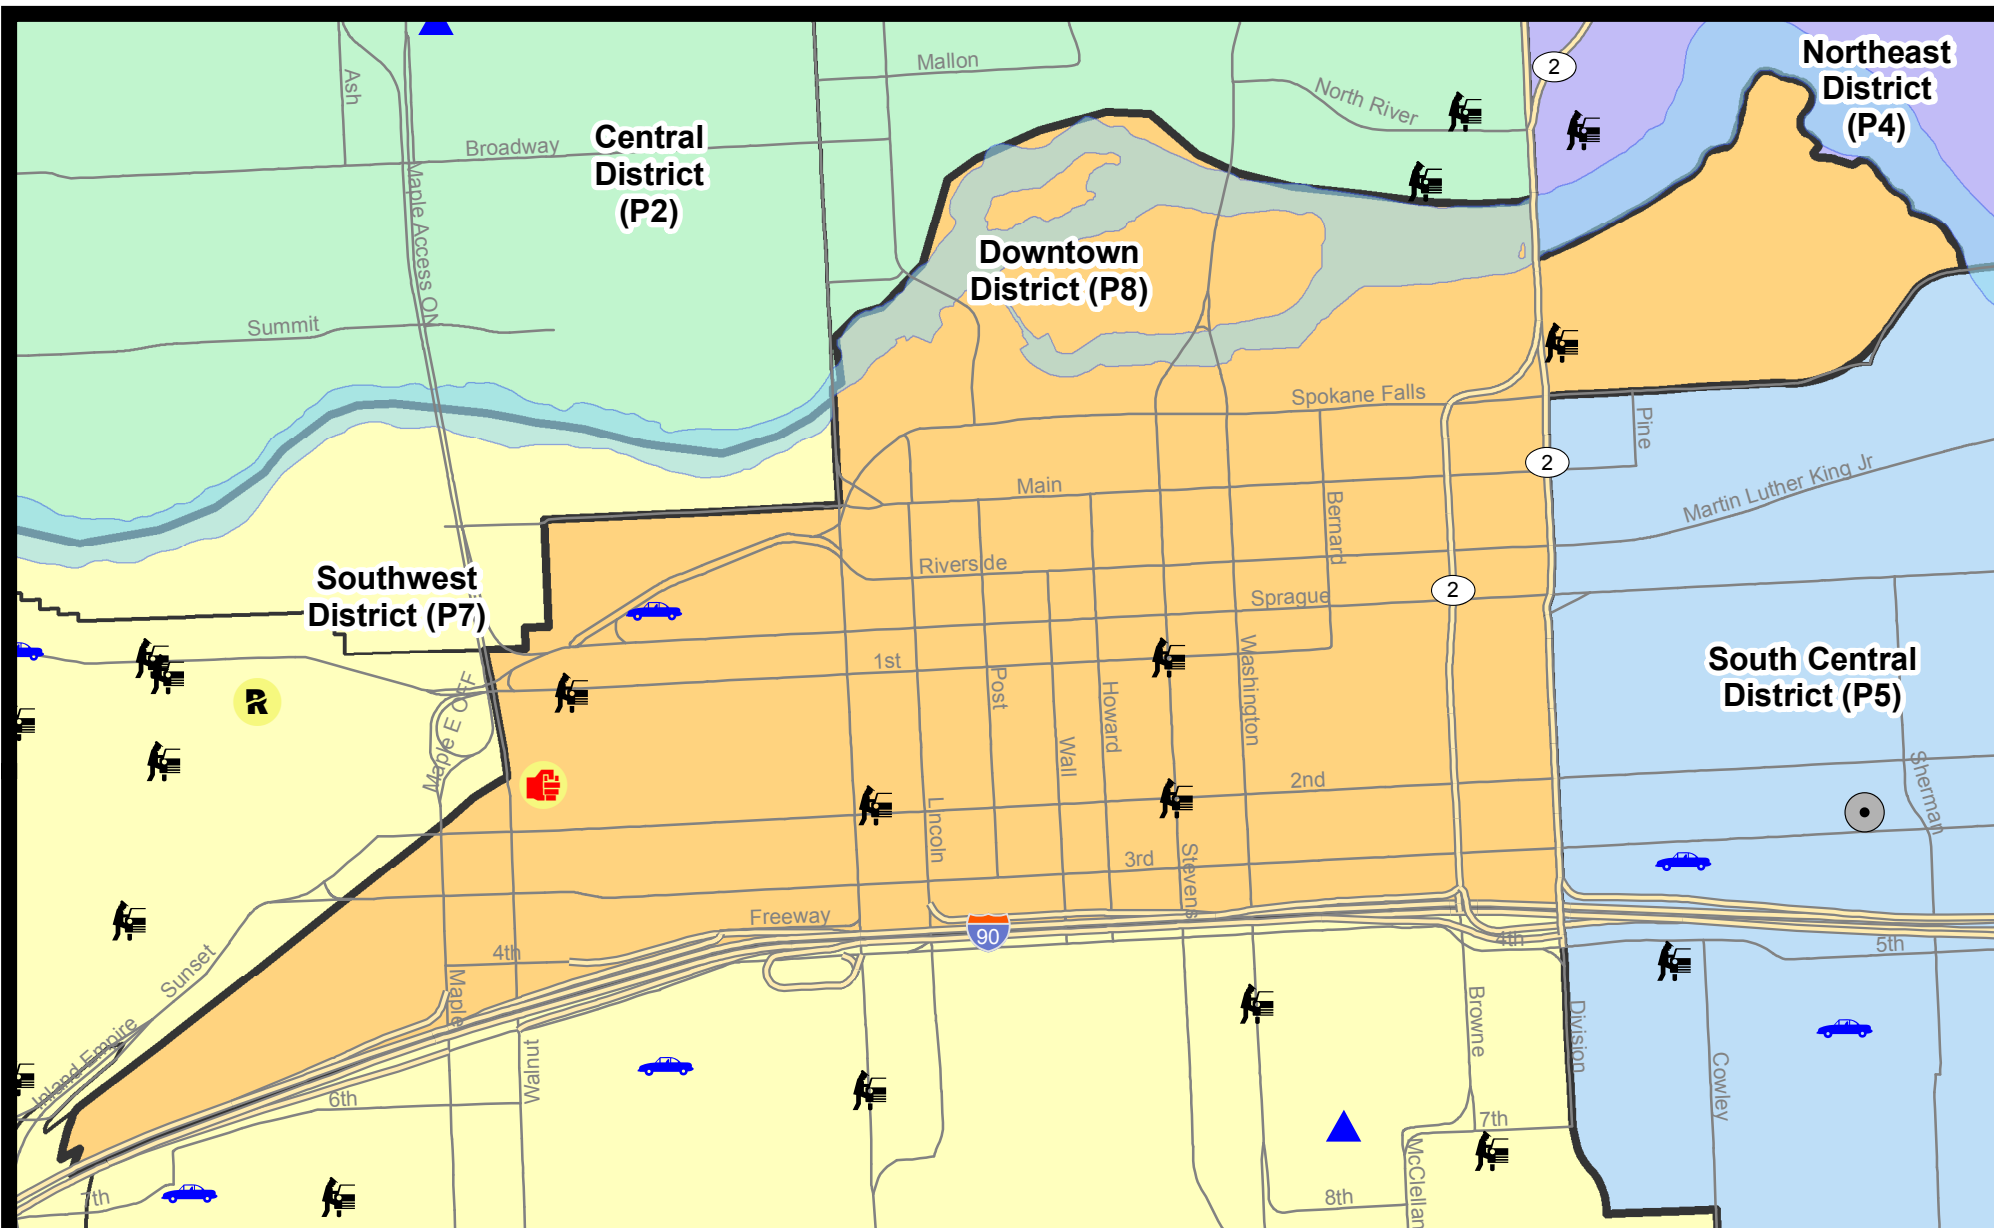 2
Northeast
District
(P4)
Mallon
Ash
North River
Central
District
(P2)
Broadway
Maple Access ON
Downtown
District (P8)
Summit
Spokane Falls
Pine
2
Martin Luther King Jr
Main
Bernard
Riverside
Southwest
District (P7)
2
Sprague
1st
Washington
South Central
District (P5)
Post
Howard
Maple E OFF
R
Wall
2nd
Sherman
Lincoln
3rd
Stevens
Freeway
90
4th
4th
5th
Sunset
Maple
Browne
Division
Inland Empire
Walnut
Cowley
6th
7th
McClellan
7th
8th